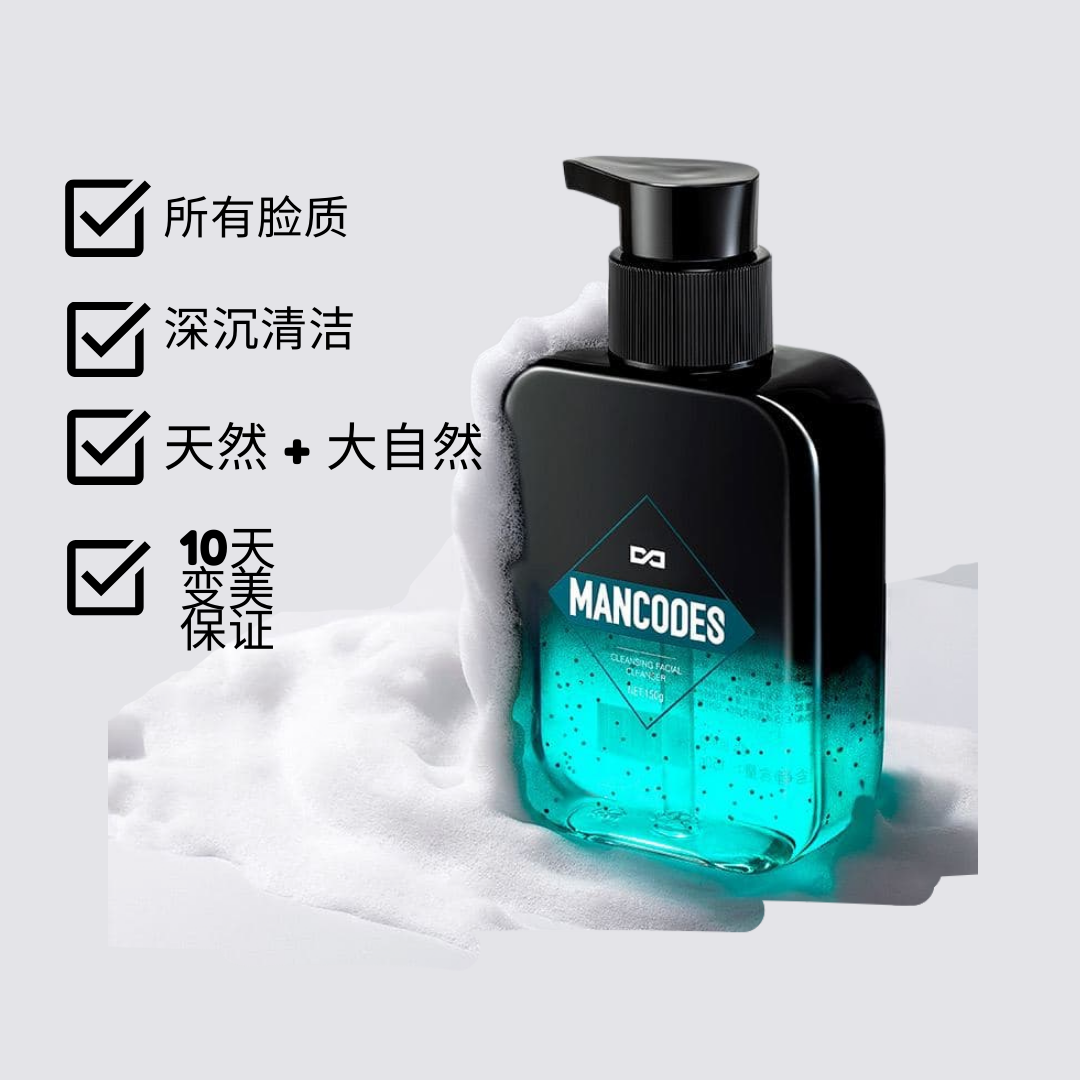 所有脸质
深沉清洁
天然 + 大自然
10天
变美
保证
MANCODES
CLEANSING FACIAL
CLEANSER
NET:150g